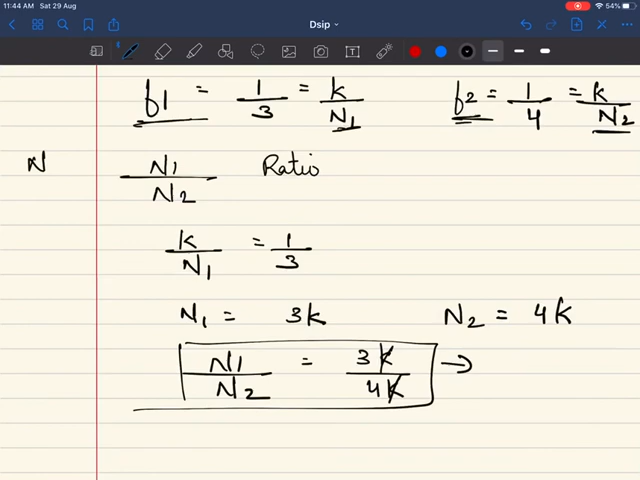 11:44 AM Sat 29 Aug 54%
Dsip
f1 = 1/3 = k/N1 f2 = 1/4 = k/N2
N N1/N2 Ratio
k/N1 = 1/3
N1 = 3k N2 = 4k
N1/N2 = 3k/4k →